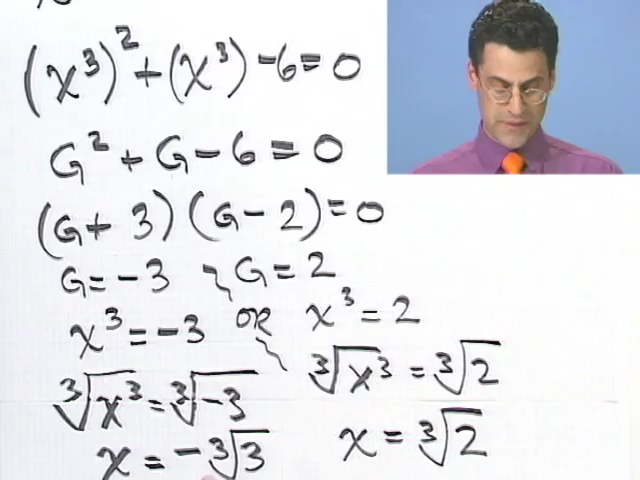 (x³)² + (x³) - 6 = 0
G² + G - 6 = 0
(G + 3) (G - 2) = 0
G = -3 G = 2
x³ = -3 OR x³ = 2
∛x³ = ∛-3 ∛x³ = ∛2
x = -∛3 x = ∛2